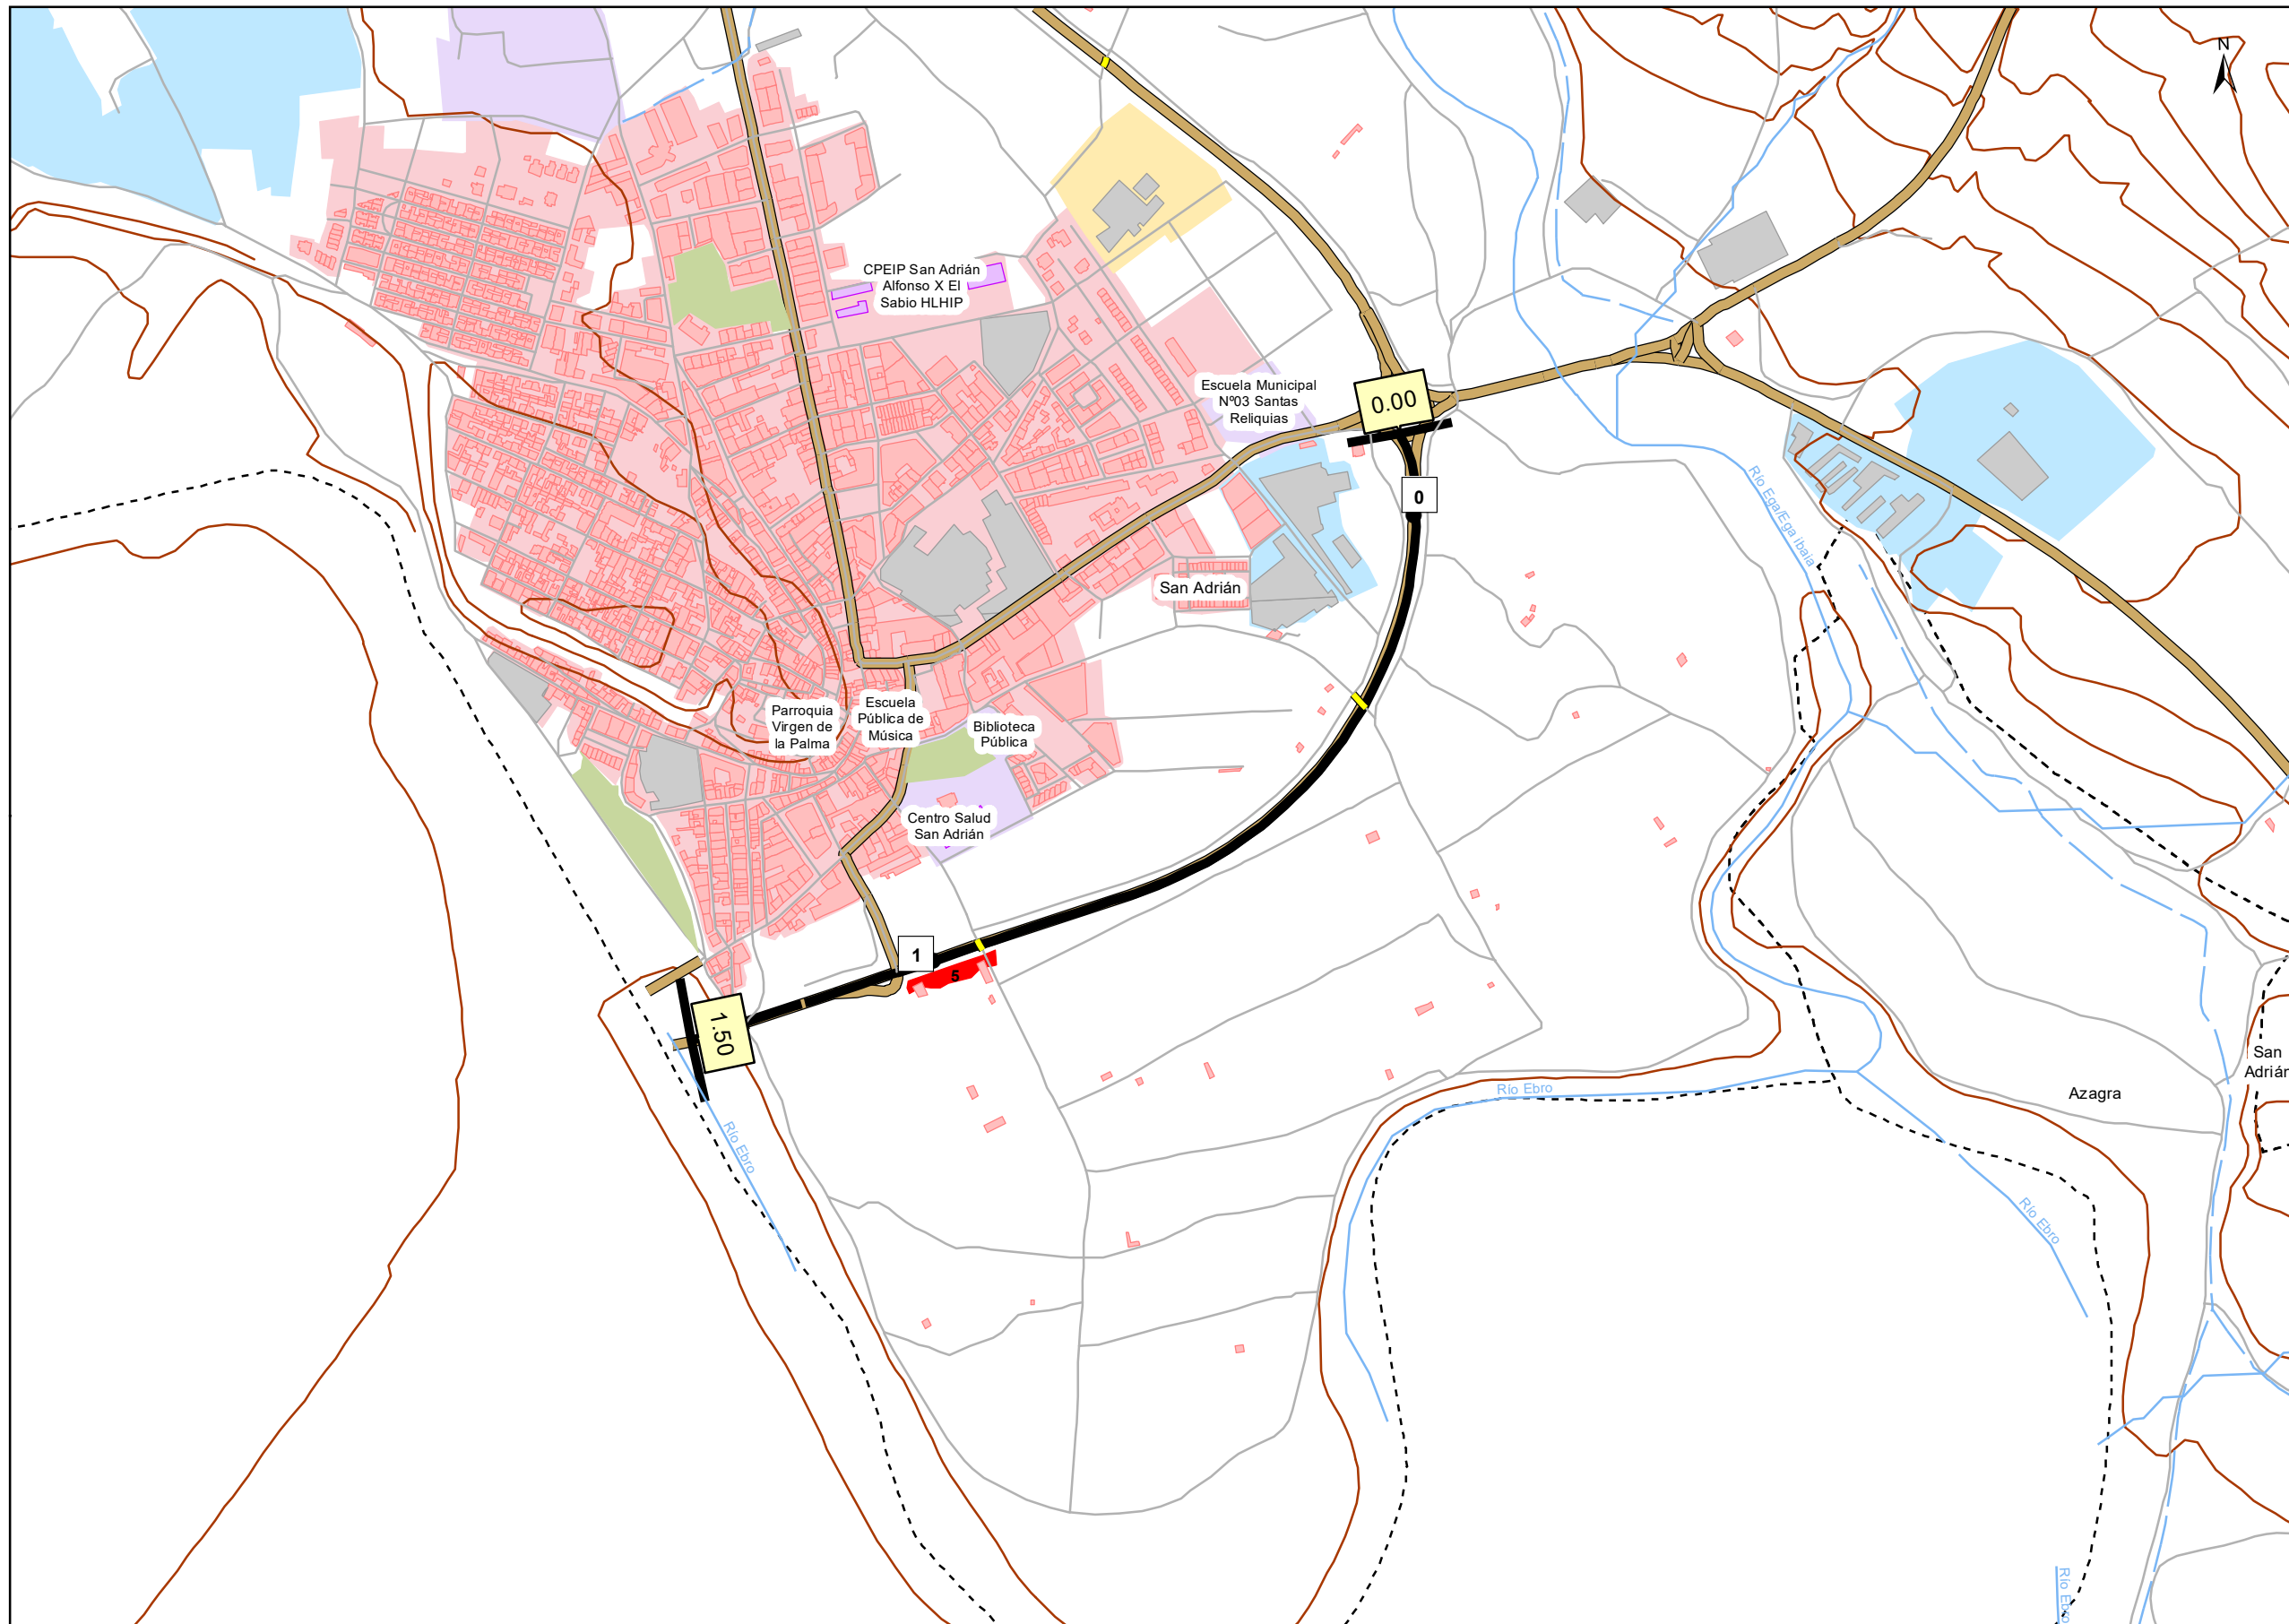 N
CPEIP San Adrián
Alfonso X El
Sabio HLHIP
Escuela Municipal
Nº03 Santas
Reliquias
0.00
0
Río Ega/Ega ibaia
San Adrián
Parroquia
Virgen de
la Palma
Escuela
Pública de
Música
Biblioteca
Pública
Centro Salud
San Adrián
1
5
1.50
Río Ebro
Río Ebro
Azagra
San
Adrián
Río Ebro
Río Ebro